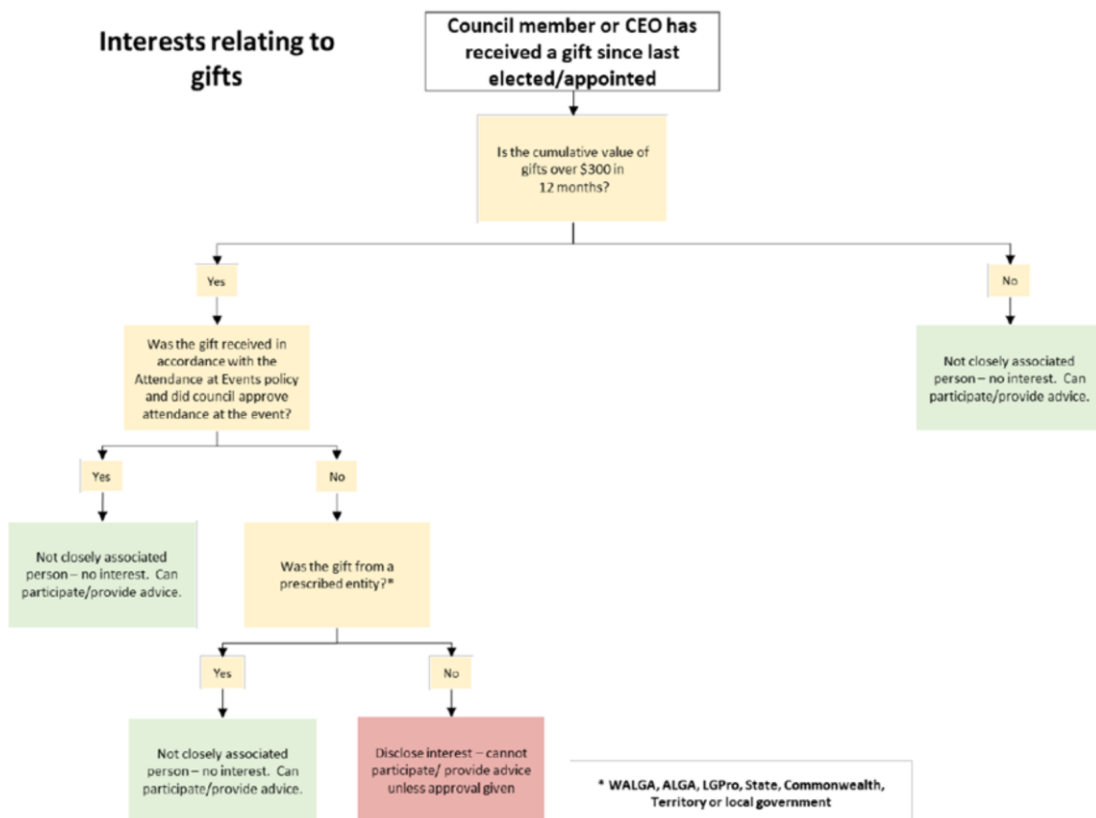 Interests relating to
gifts
Council member or CEO has
received a gift since last
elected/appointed
Is the cumulative value of
gifts over $300 in
12 months?
Yes
No
Was the gift received in
accordance with the
Attendance at Events policy
and did council approve
attendance at the event?
Not closely associated
person – no interest. Can
participate/provide advice.
Yes
No
Not closely associated
person – no interest. Can
participate/provide advice.
Was the gift from a
prescribed entity?*
Yes
No
Not closely associated
person – no interest. Can
participate/provide advice.
Disclose interest – cannot
participate/ provide advice
unless approval given
* WALGA, ALGA, LGPro, State, Commonwealth,
Territory or local government